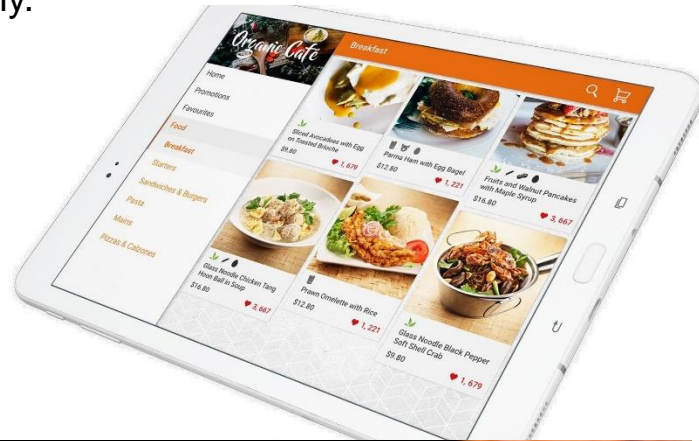 Organic Cafe
Home
Promotions
Favourites
Food
Breakfast
Starters
Sandwiches & Burgers
Pasta
Mains
Pizzas & Calzones
Breakfast
Sliced Avocadoes with Egg
on Toasted Brioche
$9.80
1, 679
Parma Ham with Egg Bagel
$12.80
1, 221
Fruits and Walnut Pancakes
with Maple Syrup
$16.80
3, 667
Glass Noodle Chicken Tang
Hoon Ball in Soup
$16.80
3, 667
Prawn Omelette with Rice
$12.80
1, 221
Glass Noodle Black Pepper
Soft Shell Crab
$9.80
1, 679